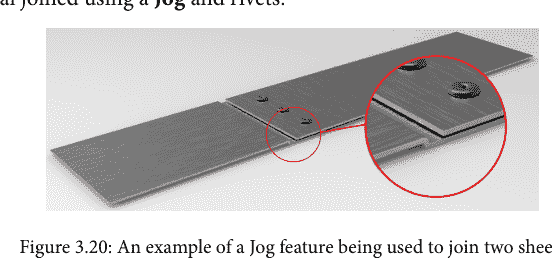 joined using a Jog and rivets.
Figure 3.20: An example of a Jog feature being used to join two shee